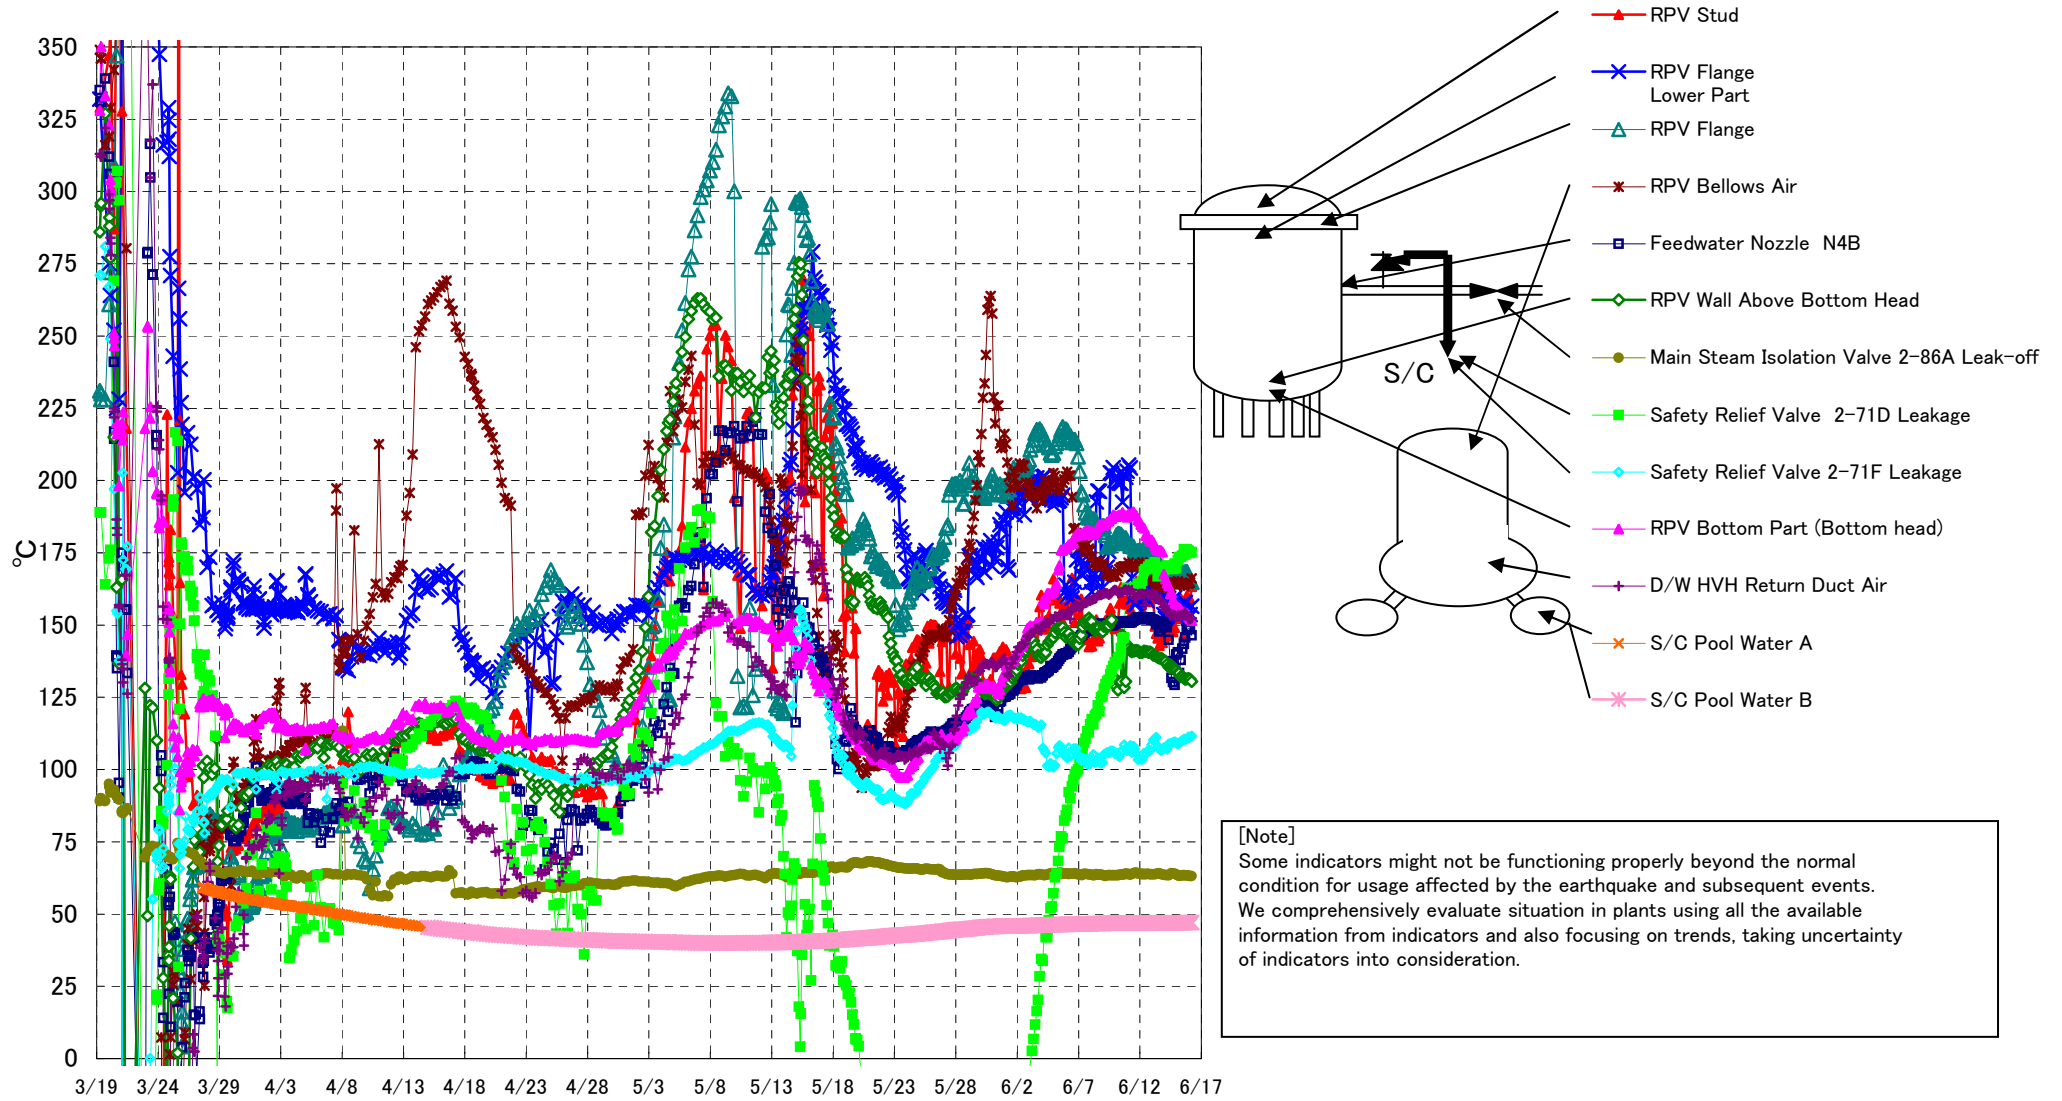 350
325
300
275
250
225
200
175
150
125
100
75
50
25
0
℃
3/19 3/24 3/29 4/3 4/8 4/13 4/18 4/23 4/28 5/3 5/8 5/13 5/18 5/23 5/28 6/2 6/7 6/12 6/17
RPV Stud
RPV Flange
Lower Part
RPV Flange
RPV Bellows Air
Feedwater Nozzle N4B
RPV Wall Above Bottom Head
Main Steam Isolation Valve 2-86A Leak-off
Safety Relief Valve 2-71D Leakage
Safety Relief Valve 2-71F Leakage
RPV Bottom Part (Bottom head)
D/W HVH Return Duct Air
S/C Pool Water A
S/C Pool Water B
S/C
[Note]
Some indicators might not be functioning properly beyond the normal
condition for usage affected by the earthquake and subsequent events.
We comprehensively evaluate situation in plants using all the available
information from indicators and also focusing on trends, taking uncertainty
of indicators into consideration.